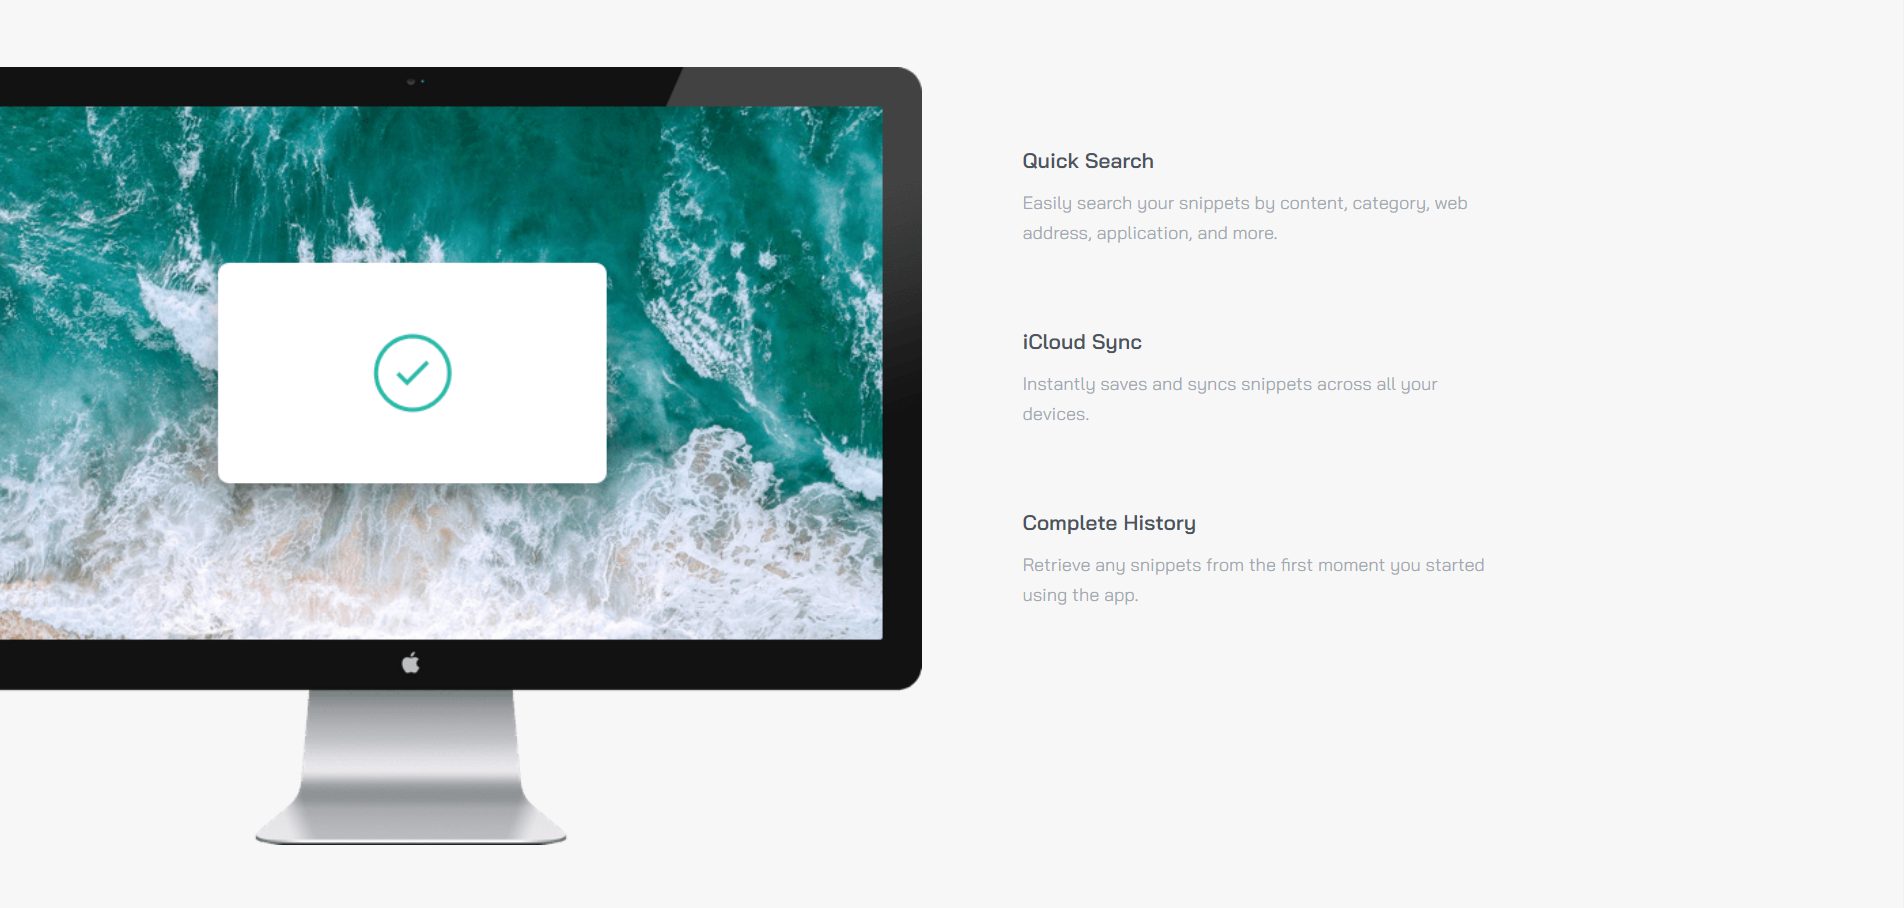 Quick Search
Easily search your snippets by content, category, web
address, application, and more.
iCloud Sync
Instantly saves and syncs snippets across all your
devices.
Complete History
Retrieve any snippets from the first moment you started
using the app.